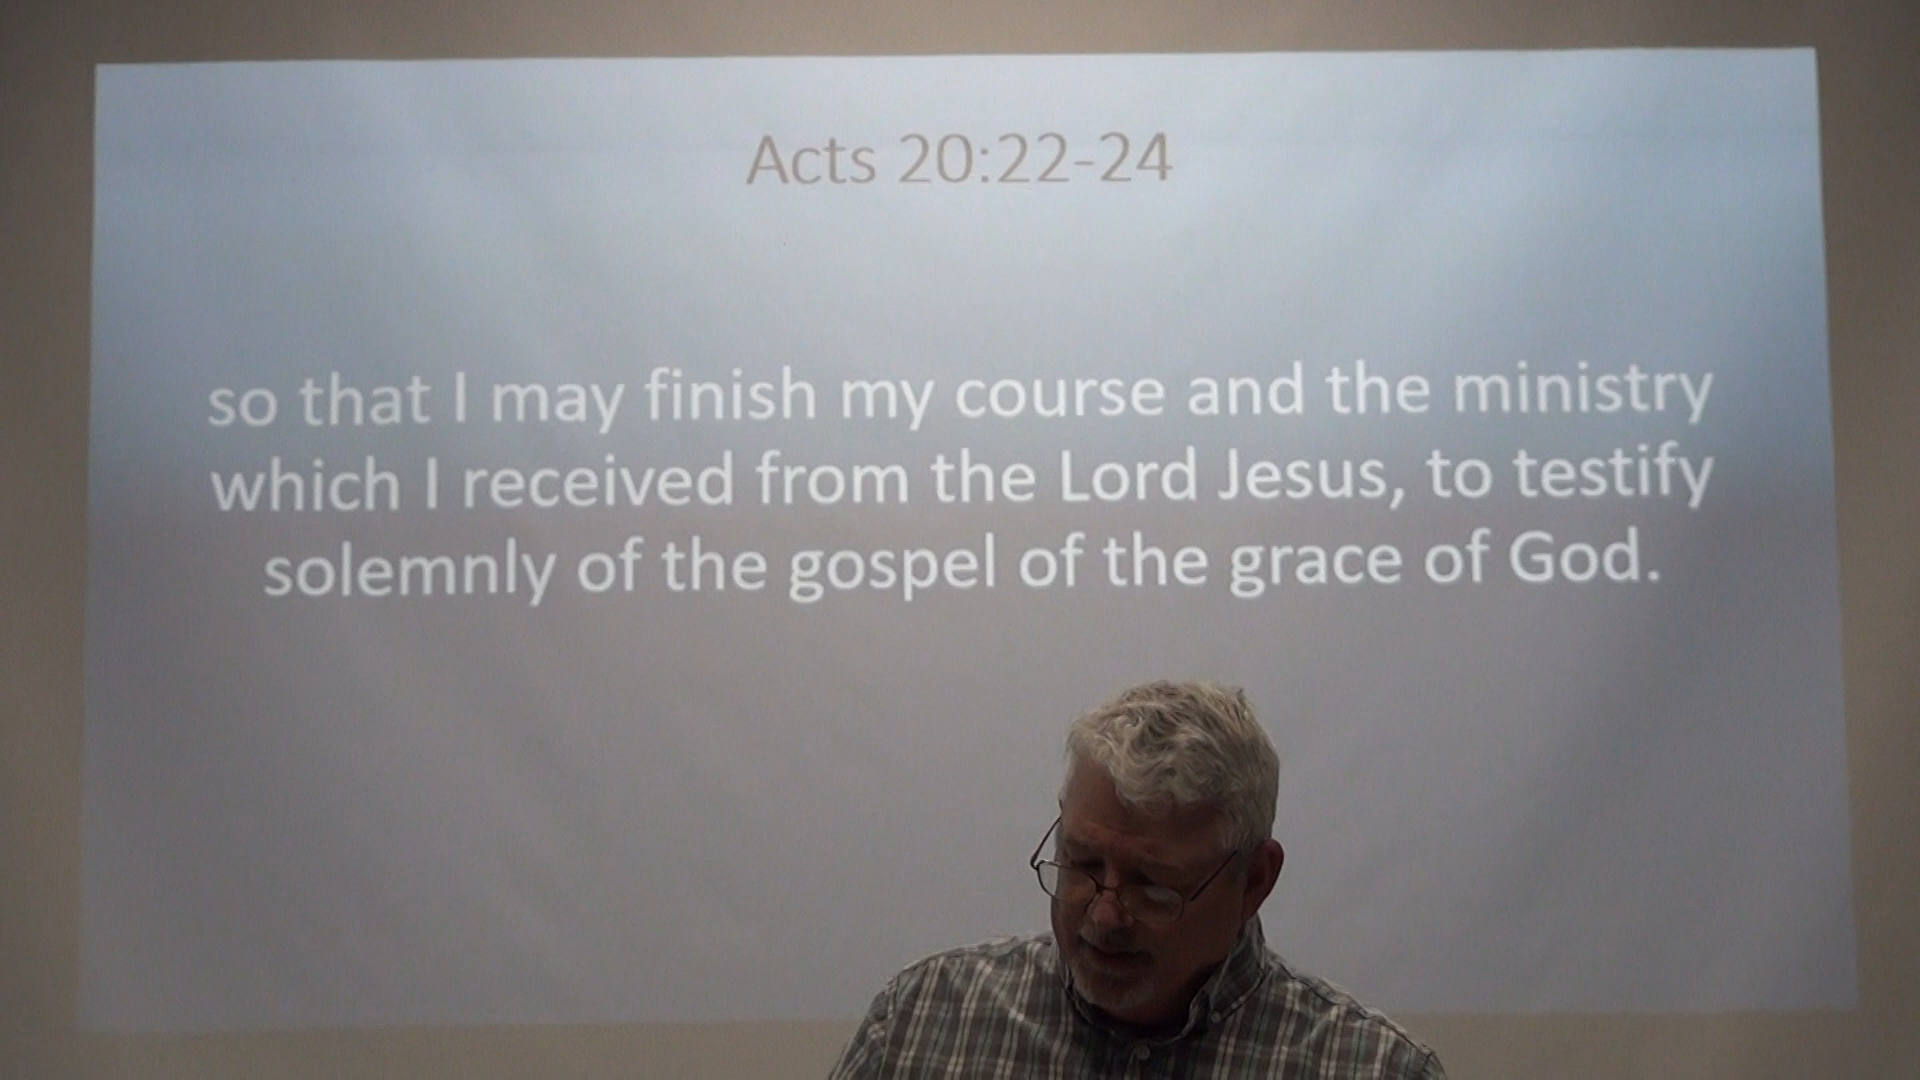 Acts 20:22-24
so that I may finish my course and the ministry
which I received from the Lord Jesus, to testify
solemnly of the gospel of the grace of God.